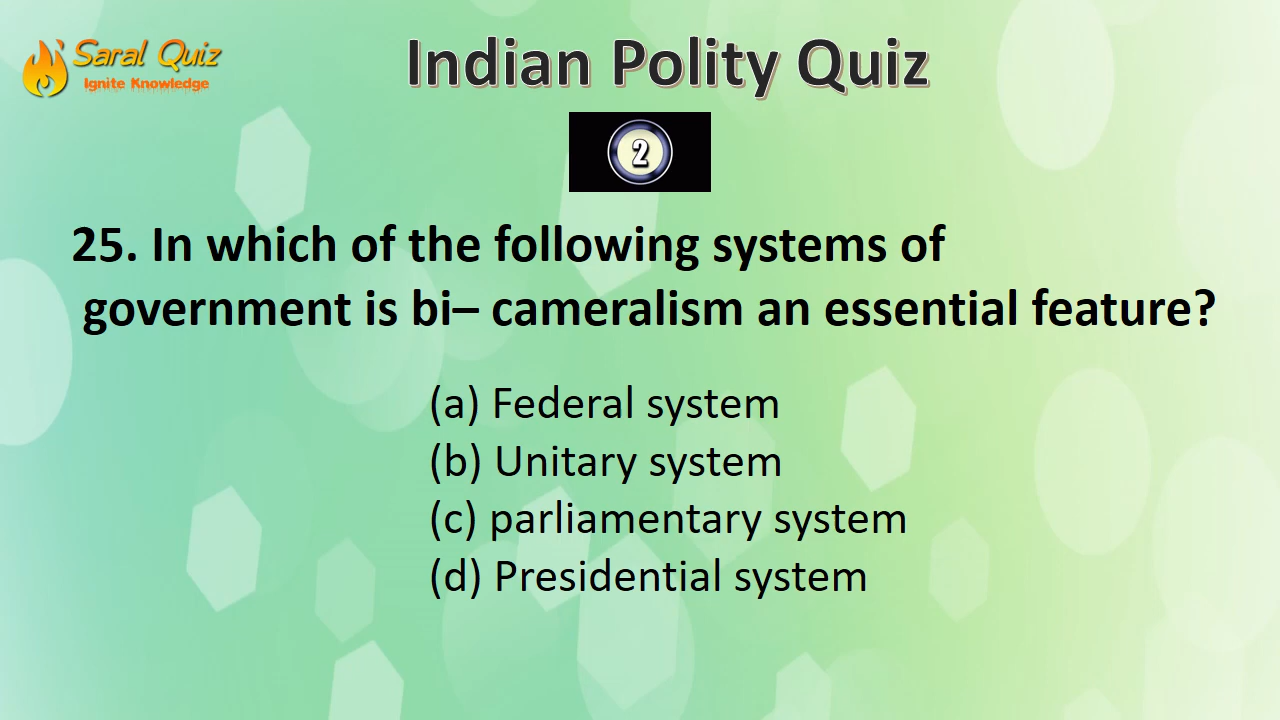 Saral Quiz
Ignite Knowledge
Indian Polity Quiz
2
25. In which of the following systems of
government is bi– cameralism an essential feature?
(a) Federal system
(b) Unitary system
(c) parliamentary system
(d) Presidential system